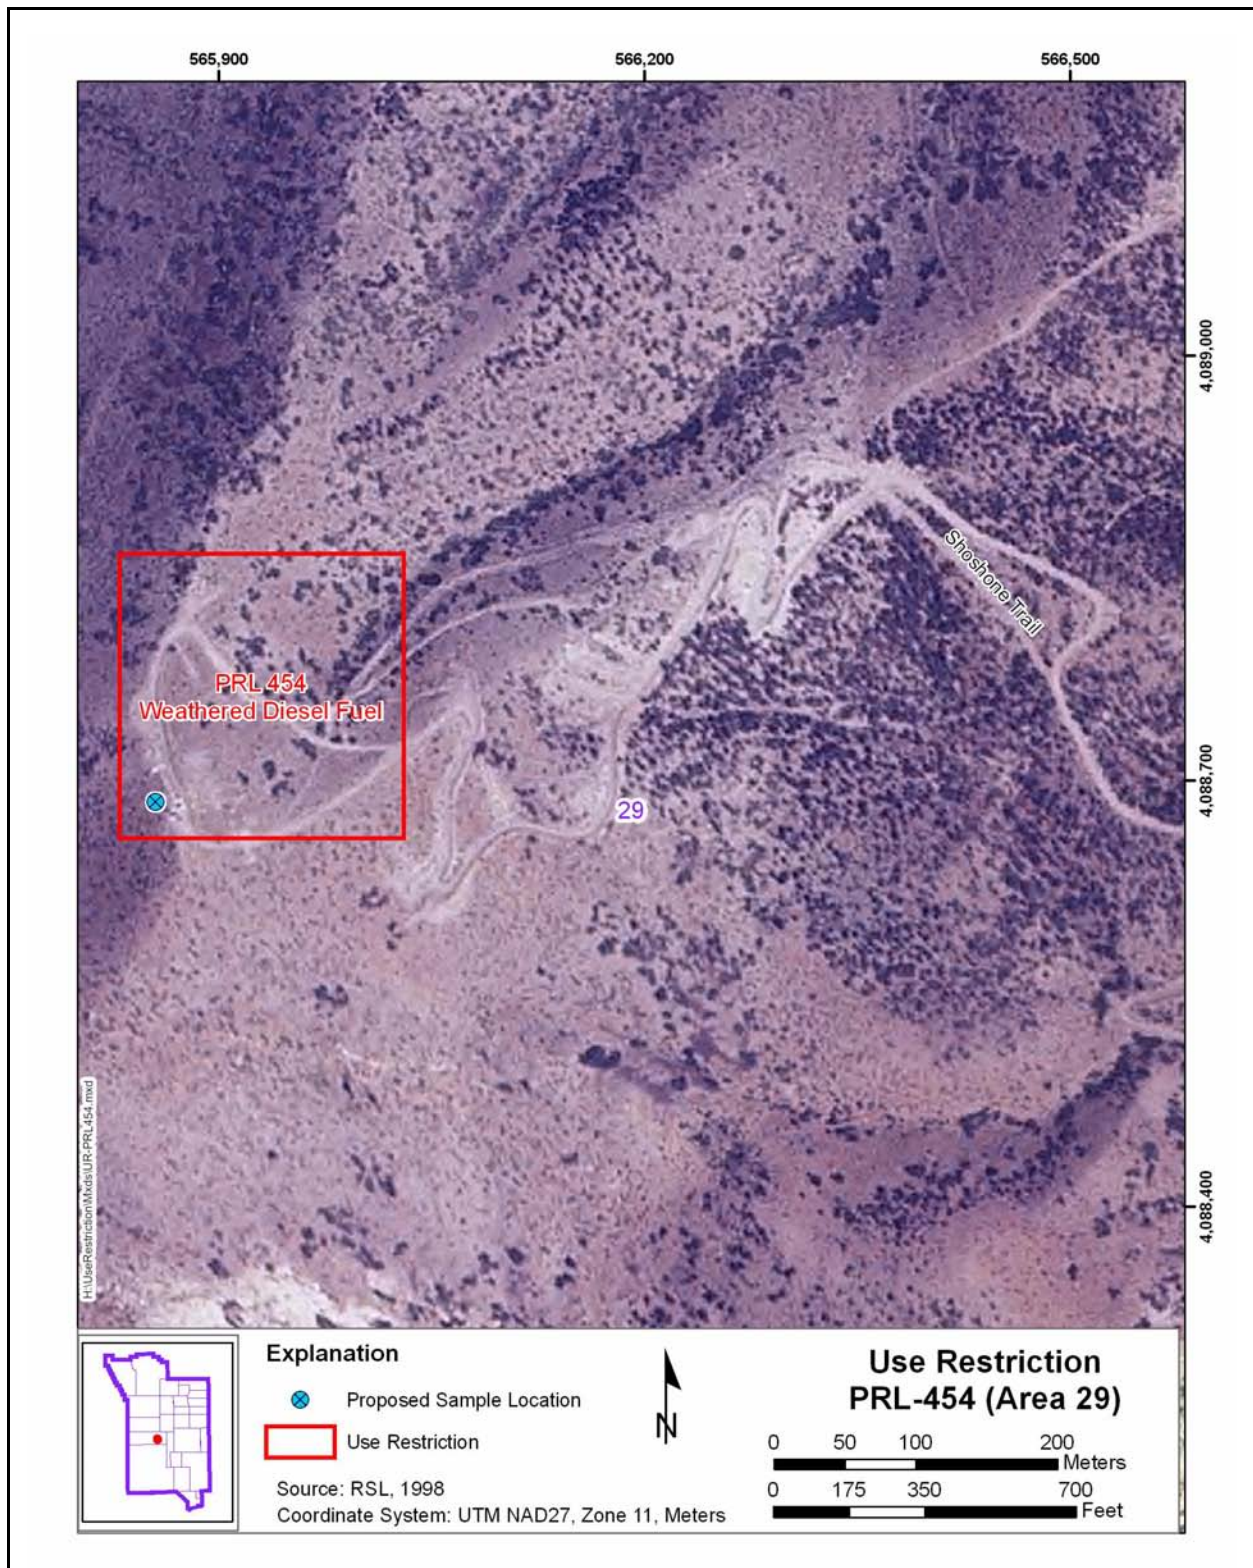 565,900 566,200 566,500
4,089,000
Shoshone Trail
PRL 454
Weathered Diesel Fuel
4,088,700
29
4,088,400
H:\UseRestriction\Mxds\UR-PRL454.mxd
Explanation
Proposed Sample Location
Use Restriction
Source: RSL, 1998
Coordinate System: UTM NAD27, Zone 11, Meters
N
Use Restriction
PRL-454 (Area 29)
0 50 100 200
Meters
0 175 350 700
Feet